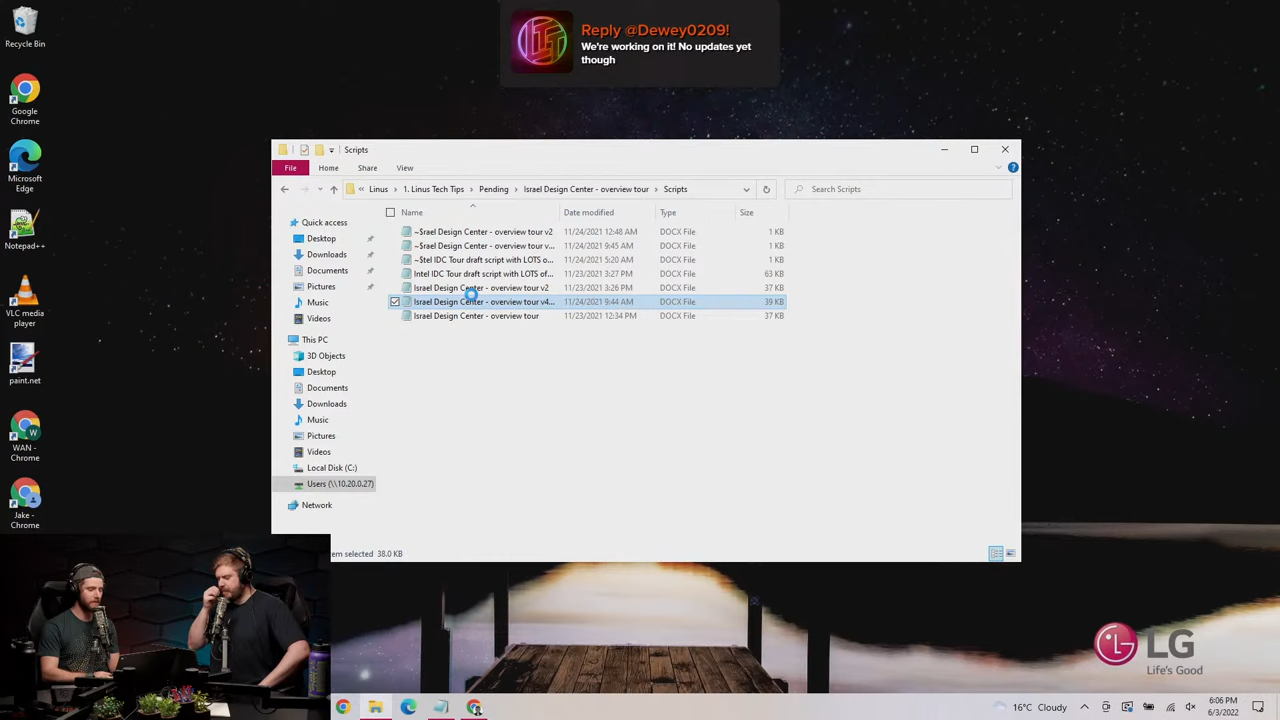 Reply @Dewey0209!
We're working on it! No updates yet
though
Recycle Bin
Google
Chrome
Microsoft
Edge
Notepad++
VLC media
player
paint.net
WAN -
Chrome
Jake -
Chrome
Scripts
File Home Share View
« Linus > 1. Linus Tech Tips > Pending > Israel Design Center - overview tour > Scripts
Search Scripts
Name Date modified Type Size
~$rael Design Center - overview tour v2 11/24/2021 12:48 AM DOCX File 1 KB
~$rael Design Center - overview tour v... 11/24/2021 9:45 AM DOCX File 1 KB
~$tel IDC Tour draft script with LOTS o... 11/24/2021 5:20 AM DOCX File 1 KB
Intel IDC Tour draft script with LOTS of... 11/23/2021 3:27 PM DOCX File 63 KB
Israel Design Center - overview tour v2 11/23/2021 3:26 PM DOCX File 37 KB
Israel Design Center - overview tour v4... 11/24/2021 9:44 AM DOCX File 39 KB
Israel Design Center - overview tour 11/23/2021 12:34 PM DOCX File 37 KB
Quick access
Desktop
Downloads
Documents
Pictures
Music
Videos
This PC
3D Objects
Desktop
Documents
Downloads
Music
Pictures
Videos
Local Disk (C:)
Users (\\10.20.0.27)
Network
selected 38.0 KB
LG
Life's Good
16°C Cloudy
6:06 PM
6/3/2022